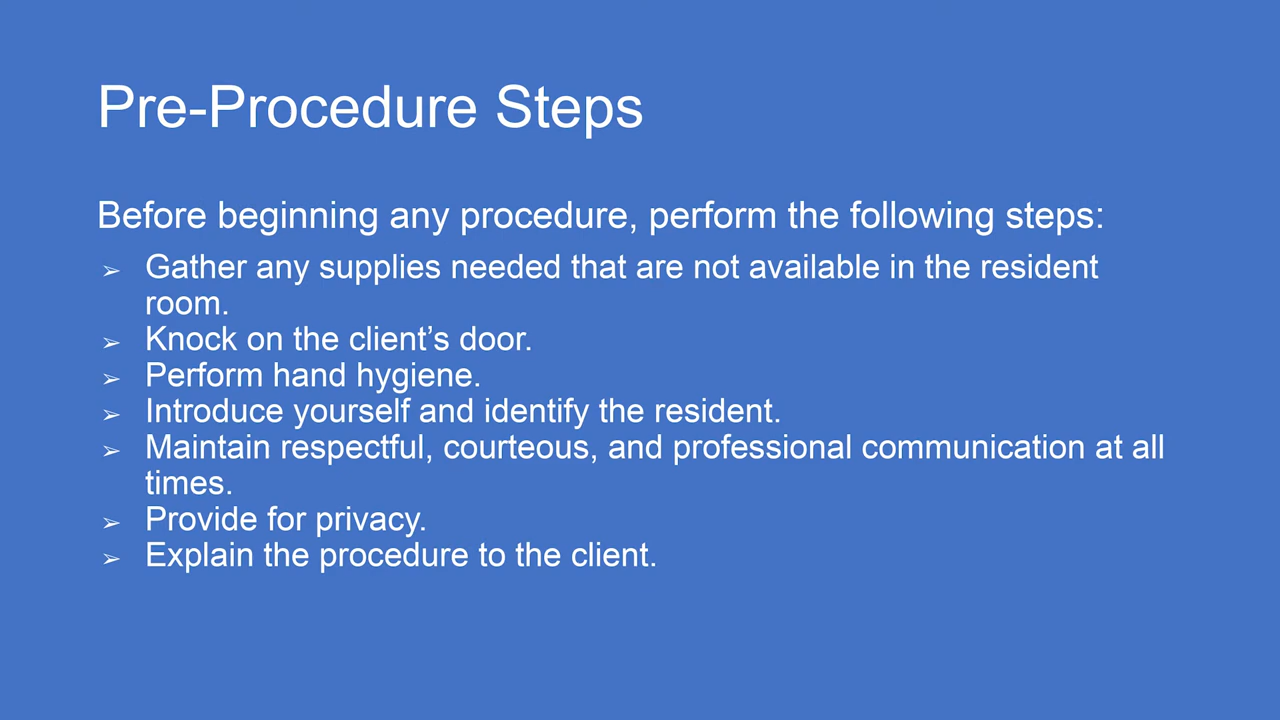 Pre-Procedure Steps
Before beginning any procedure, perform the following steps:
➢ Gather any supplies needed that are not available in the resident
room.
➢ Knock on the client’s door.
➢ Perform hand hygiene.
➢ Introduce yourself and identify the resident.
➢ Maintain respectful, courteous, and professional communication at all
times.
➢ Provide for privacy.
➢ Explain the procedure to the client.